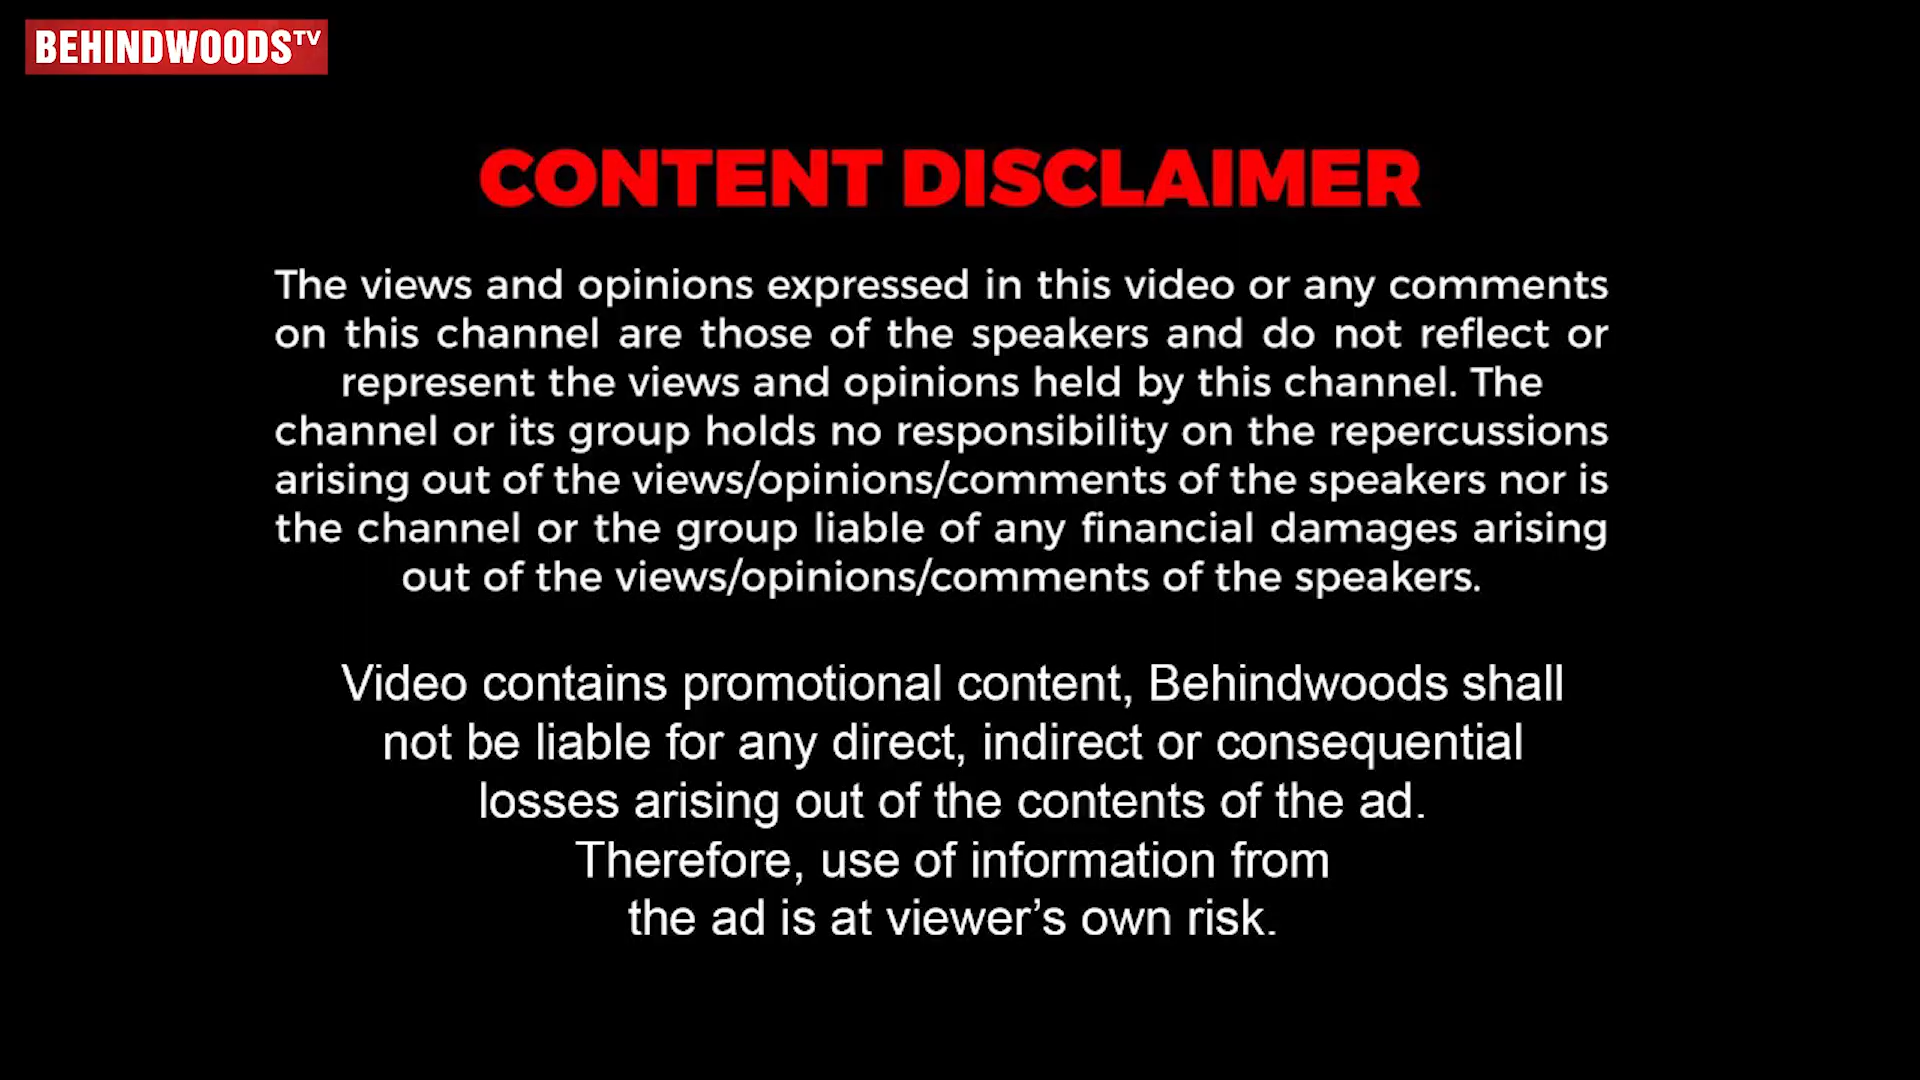 BEHINDWOODS TV
CONTENT DISCLAIMER
The views and opinions expressed in this video or any comments
on this channel are those of the speakers and do not reflect or
represent the views and opinions held by this channel. The
channel or its group holds no responsibility on the repercussions
arising out of the views/opinions/comments of the speakers nor is
the channel or the group liable of any financial damages arising
out of the views/opinions/comments of the speakers.
Video contains promotional content, Behindwoods shall
not be liable for any direct, indirect or consequential
losses arising out of the contents of the ad.
Therefore, use of information from
the ad is at viewer’s own risk.